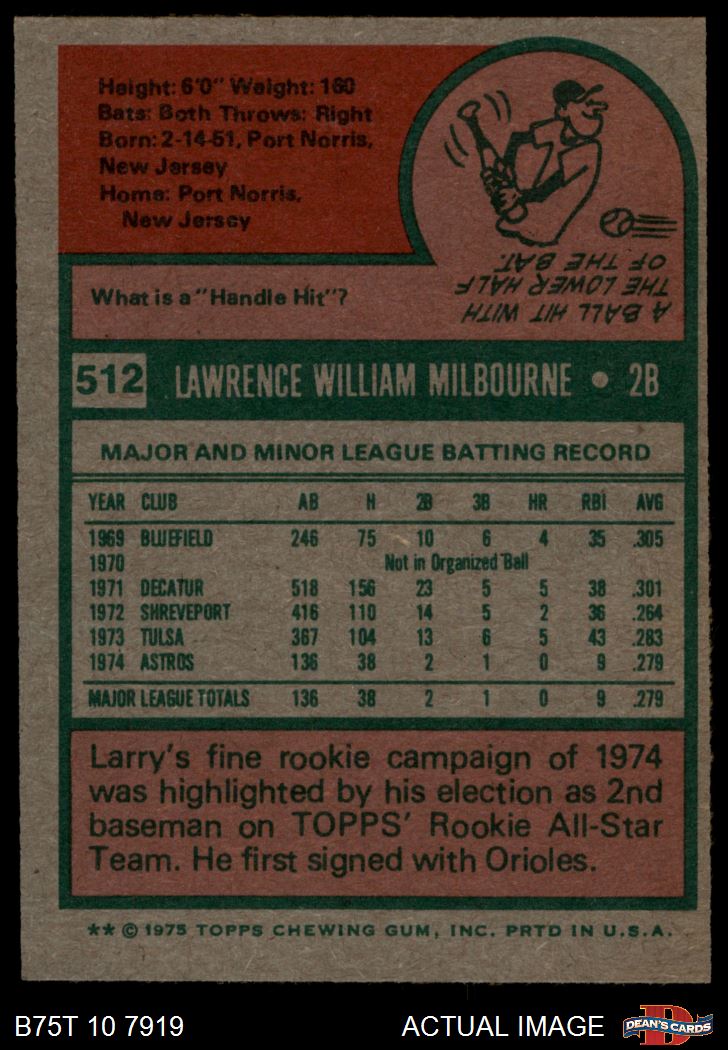 Height: 6'0" Weight: 160
Bats: Both Throws: Right
Born: 2-14-51, Port Norris,
New Jersey
Home: Port Norris,
New Jersey
What is a "Handle Hit"?
A BALL HIT WITH
THE LOWER HALF
OF THE BAT.
512 LAWRENCE WILLIAM MILBOURNE • 2B
MAJOR AND MINOR LEAGUE BATTING RECORD
YEAR CLUB AB H 2B 3B HR RBI AVG
1969 BLUEFIELD 246 75 10 6 4 35 .305
1970 Not in Organized Ball
1971 DECATUR 518 156 23 5 5 38 .301
1972 SHREVEPORT 416 110 14 5 2 36 .264
1973 TULSA 367 104 13 6 5 43 .283
1974 ASTROS 136 38 2 1 0 9 .279
MAJOR LEAGUE TOTALS 136 38 2 1 0 9 .279
Larry's fine rookie campaign of 1974
was highlighted by his election as 2nd
baseman on TOPPS' Rookie All-Star
Team. He first signed with Orioles.
** © 1975 TOPPS CHEWING GUM, INC. PRTD IN U.S.A.
B75T 10 7919 ACTUAL IMAGE
D
DEAN'S CARDS